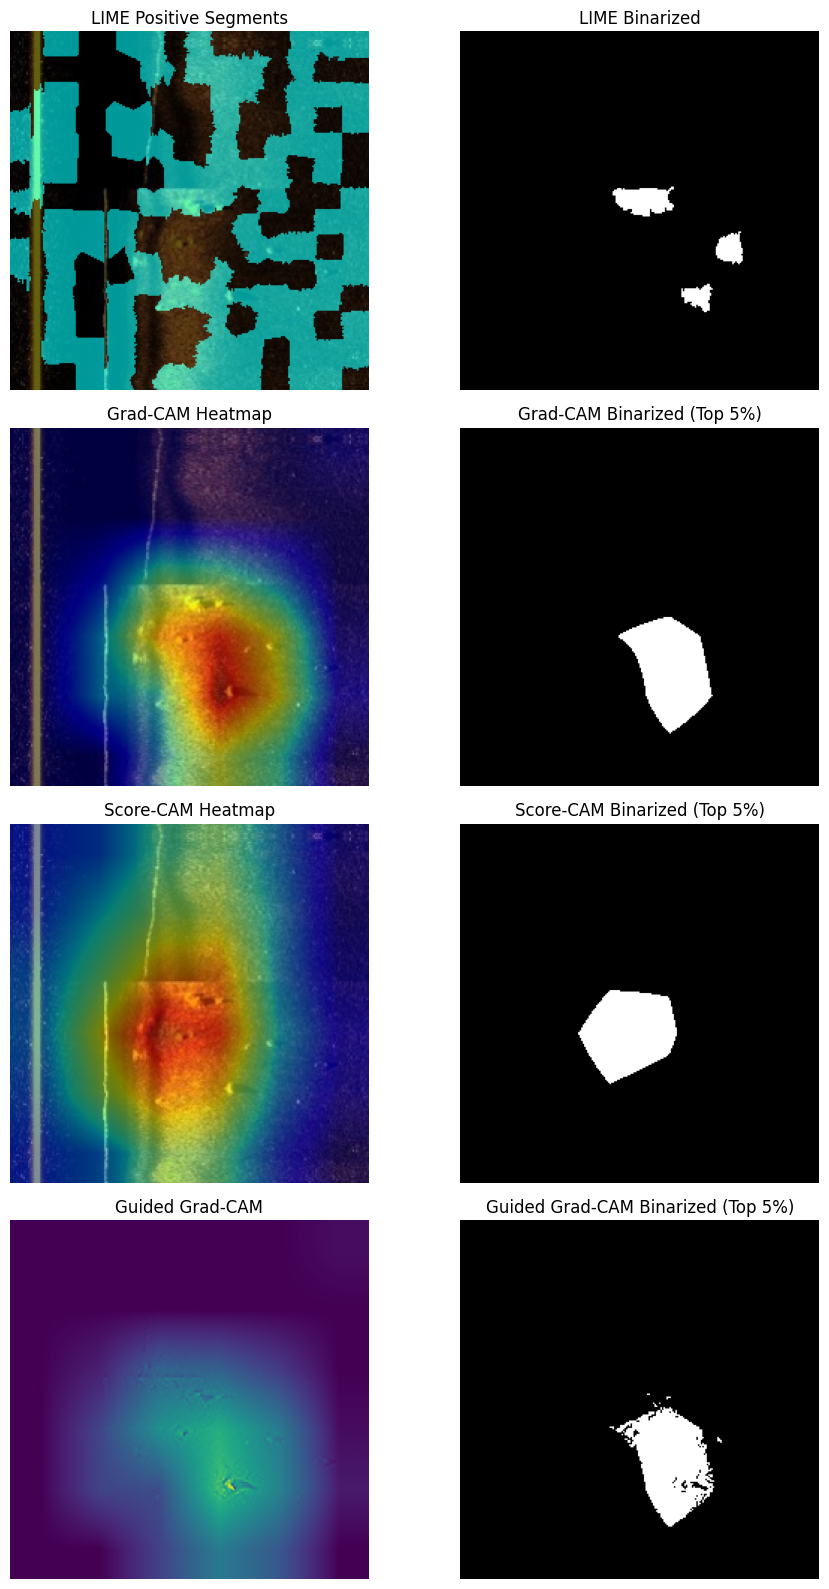 LIME Positive Segments
LIME Binarized
Grad-CAM Heatmap
Grad-CAM Binarized (Top 5%)
Score-CAM Heatmap
Score-CAM Binarized (Top 5%)
Guided Grad-CAM
Guided Grad-CAM Binarized (Top 5%)